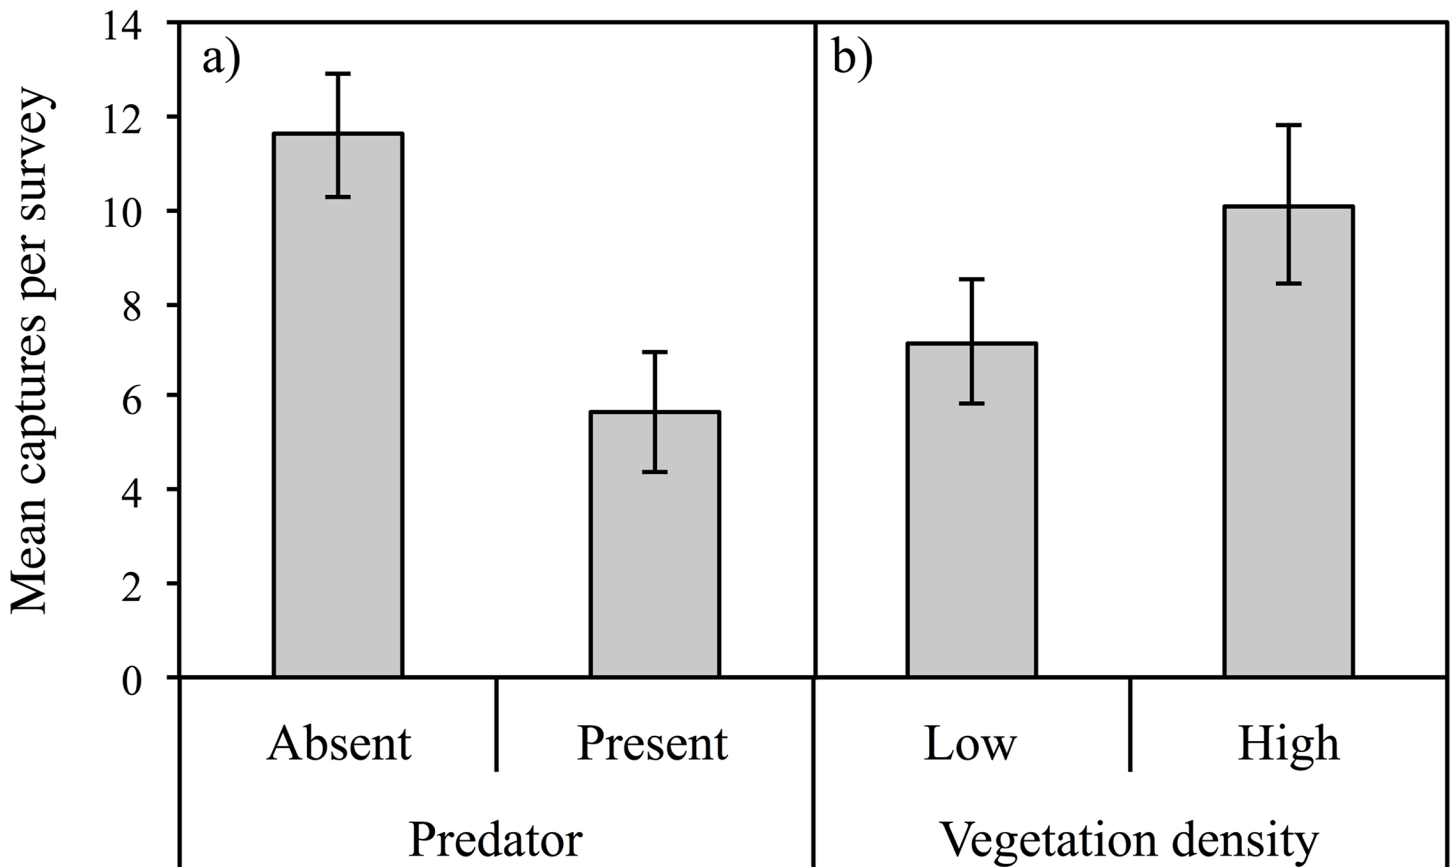 Mean captures per survey
14
12
10
8
6
4
2
0
a)
b)
Absent
Present
Low
High
Predator
Vegetation density